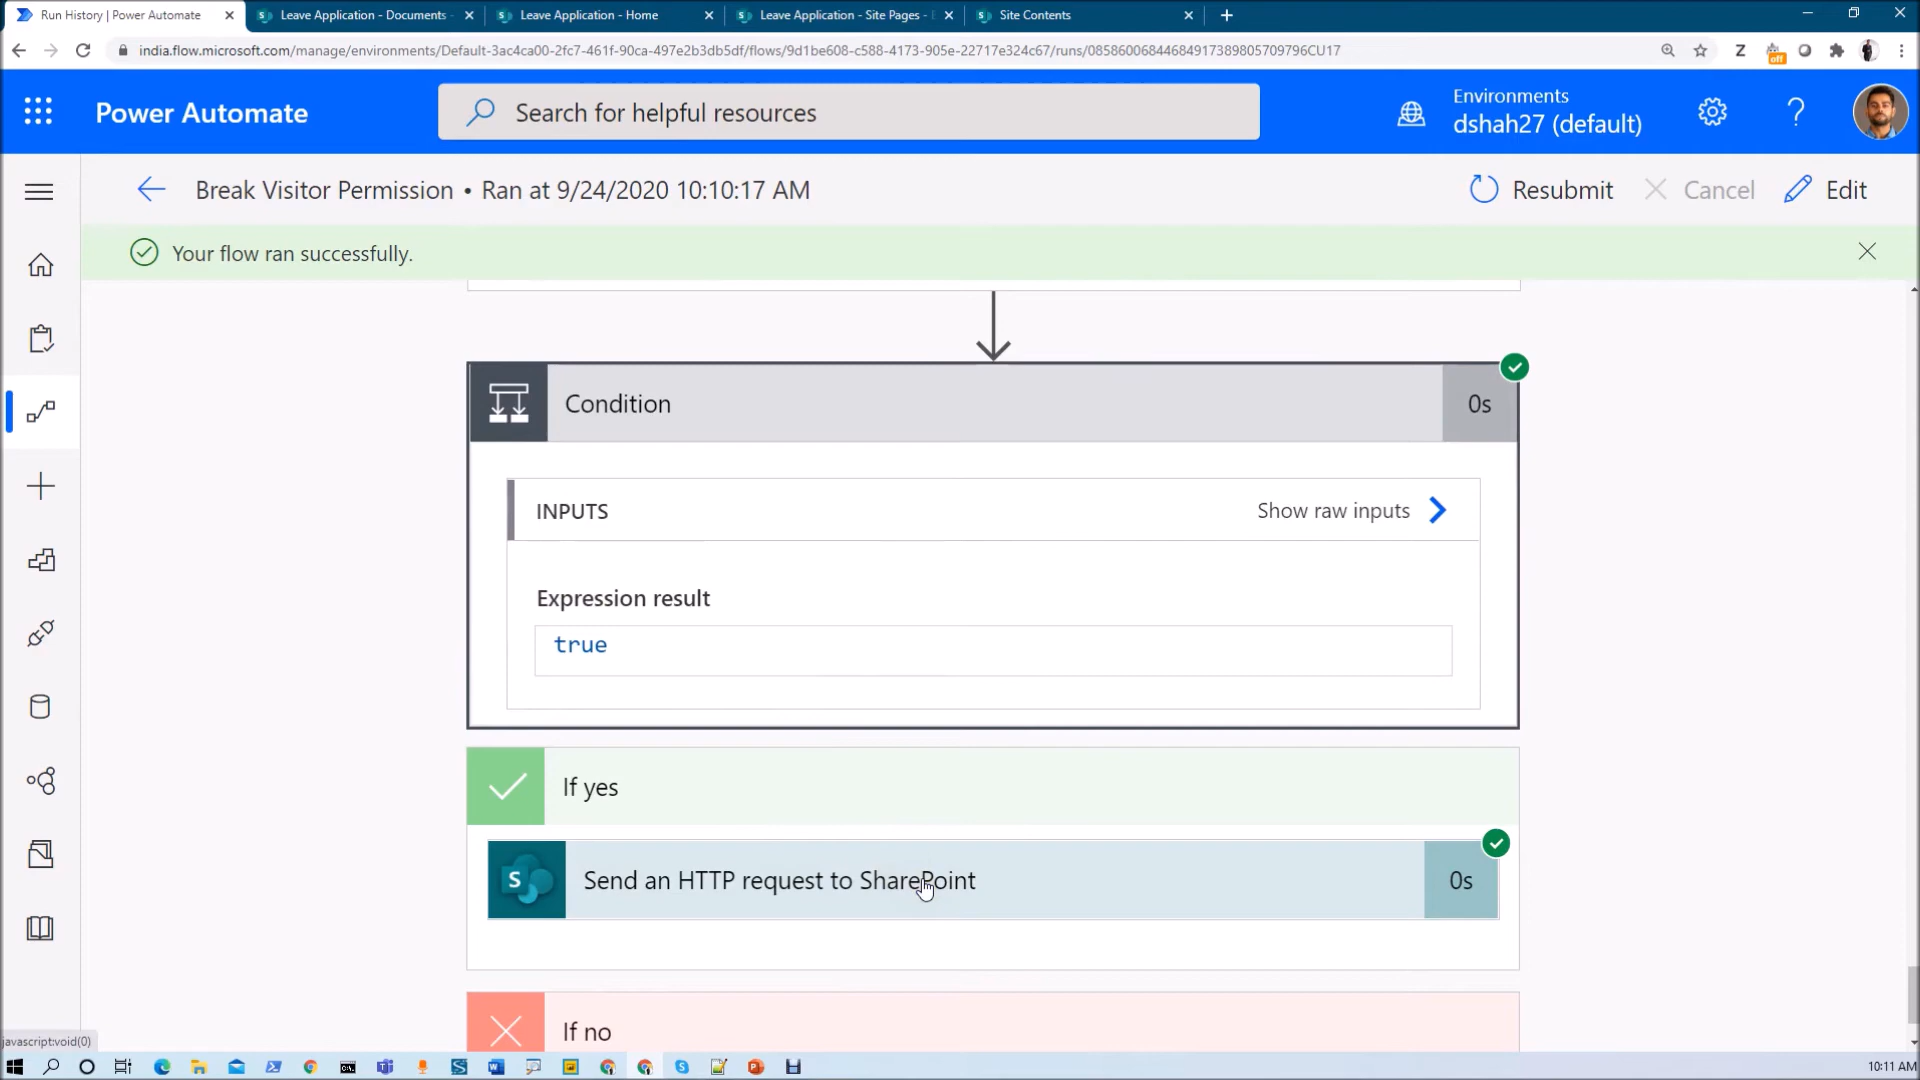 Run History | Power Automate
Leave Application - Documents -
Leave Application - Home
Leave Application - Site Pages -
Site Contents
india.flow.microsoft.com/manage/environments/Default-3ac4ca00-2fc7-461f-90ca-497e2b3db5df/flows/9d1be608-c588-4173-905e-22717e324c67/runs/08586006844684917389805709796CU17
Z
off
Power Automate
Search for helpful resources
Environments
dshah27 (default)
?
Break Visitor Permission • Ran at 9/24/2020 10:10:17 AM
Resubmit
Cancel
Edit
Your flow ran successfully.
Condition
0s
INPUTS
Show raw inputs
Expression result
true
If yes
S
Send an HTTP request to SharePoint
0s
If no
javascript:void(0)
10:11 AM